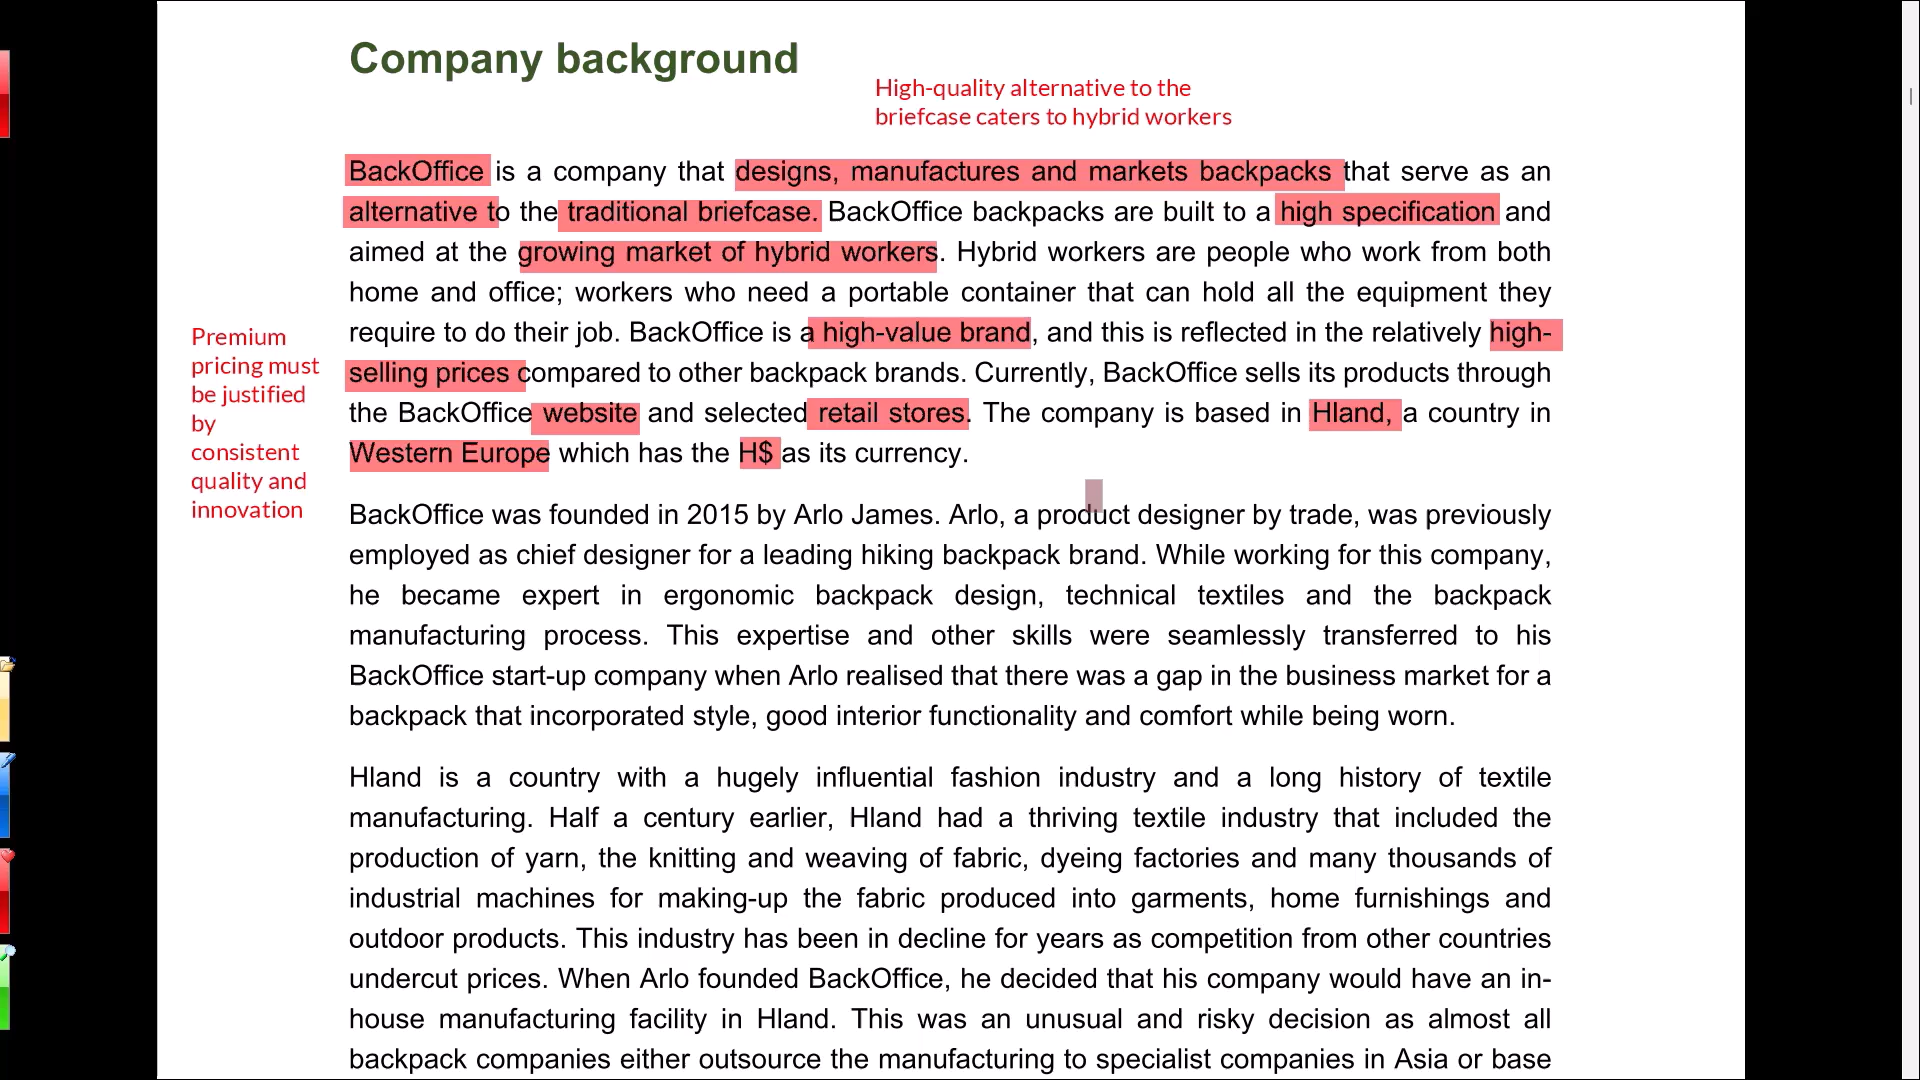 Company background
High-quality alternative to the
briefcase caters to hybrid workers
BackOffice is a company that designs, manufactures and markets backpacks that serve as an
alternative to the traditional briefcase. BackOffice backpacks are built to a high specification and
aimed at the growing market of hybrid workers. Hybrid workers are people who work from both
home and office; workers who need a portable container that can hold all the equipment they
require to do their job. BackOffice is a high-value brand, and this is reflected in the relatively high-
selling prices compared to other backpack brands. Currently, BackOffice sells its products through
the BackOffice website and selected retail stores. The company is based in Hland, a country in
Western Europe which has the H$ as its currency.
Premium
pricing must
be justified
by
consistent
quality and
innovation
BackOffice was founded in 2015 by Arlo James. Arlo, a product designer by trade, was previously
employed as chief designer for a leading hiking backpack brand. While working for this company,
he became expert in ergonomic backpack design, technical textiles and the backpack
manufacturing process. This expertise and other skills were seamlessly transferred to his
BackOffice start-up company when Arlo realised that there was a gap in the business market for a
backpack that incorporated style, good interior functionality and comfort while being worn.
Hland is a country with a hugely influential fashion industry and a long history of textile
manufacturing. Half a century earlier, Hland had a thriving textile industry that included the
production of yarn, the knitting and weaving of fabric, dyeing factories and many thousands of
industrial machines for making-up the fabric produced into garments, home furnishings and
outdoor products. This industry has been in decline for years as competition from other countries
undercut prices. When Arlo founded BackOffice, he decided that his company would have an in-
house manufacturing facility in Hland. This was an unusual and risky decision as almost all
backpack companies either outsource the manufacturing to specialist companies in Asia or base